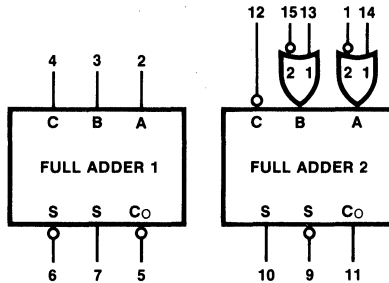 12 15 13 1 14
4 3 2
2 1 2 1
C B A C B A
FULL ADDER 1 FULL ADDER 2
S S CO S S CO
6 7 5 10 9 11